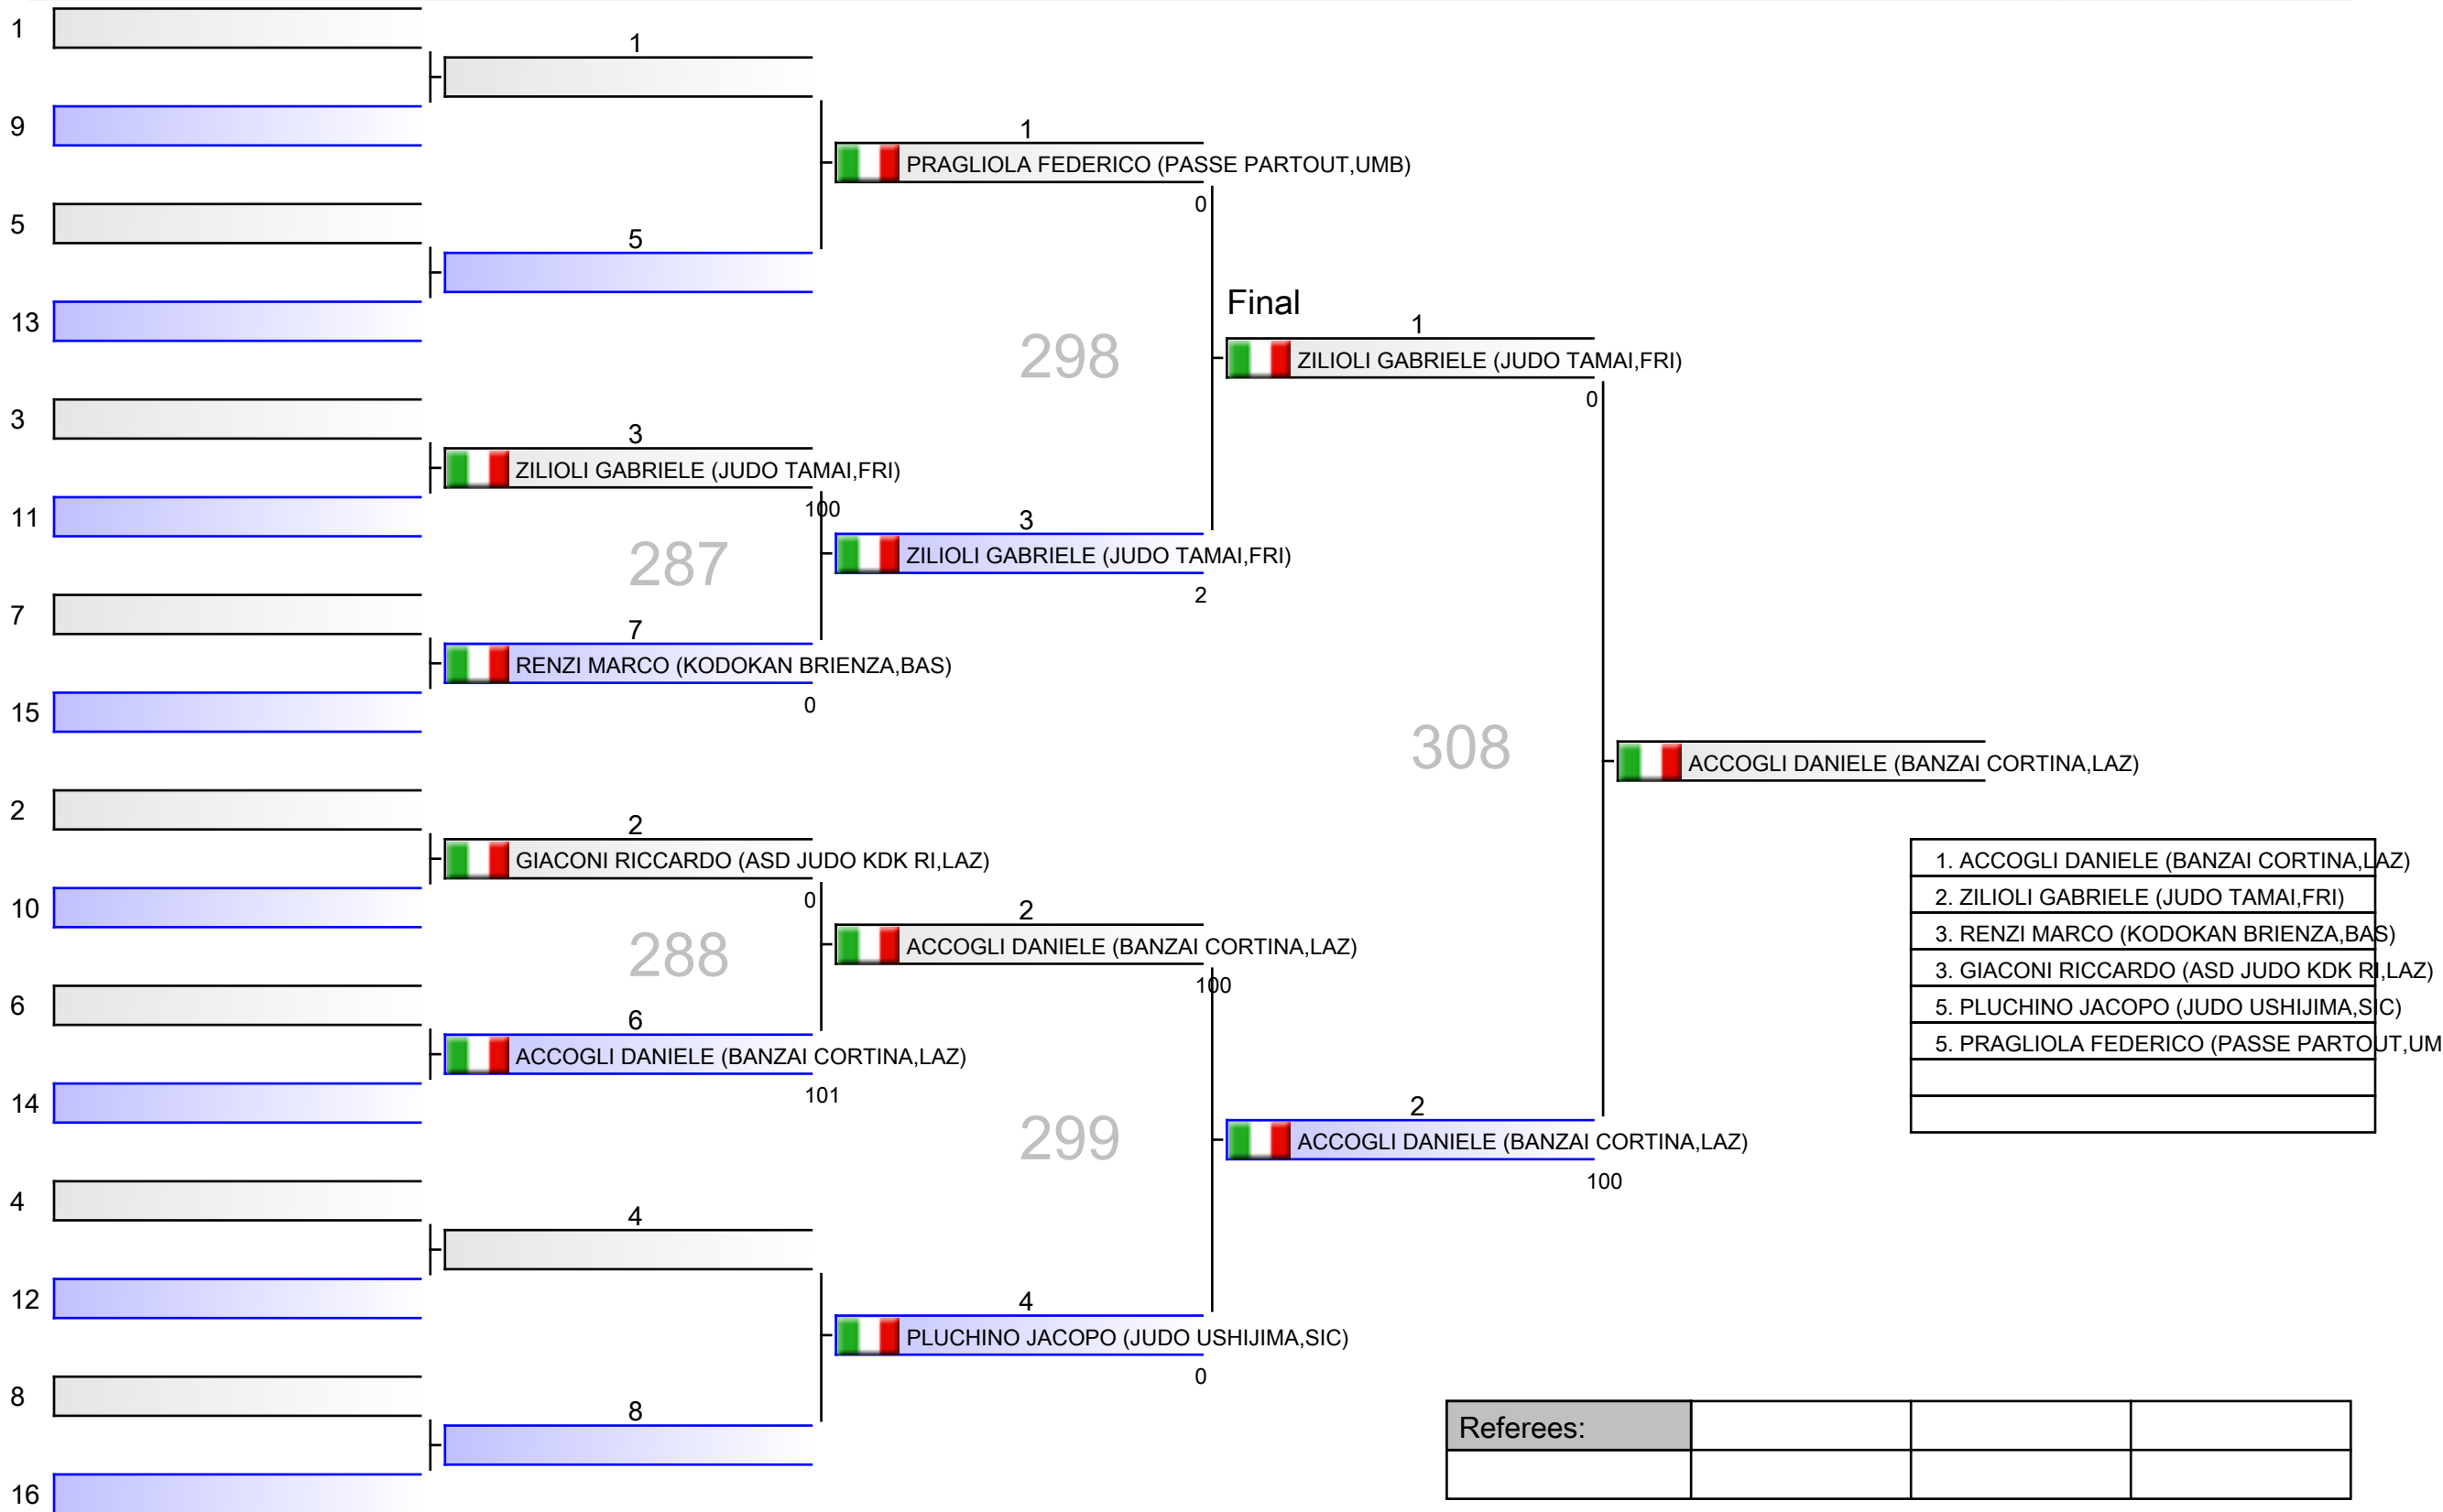 1
9
5
13
3
11
7
15
2
10
6
14
4
12
8
16
1
5
3
ZILIOLI GABRIELE (JUDO TAMAI,FRI)
100
287
7
RENZI MARCO (KODOKAN BRIENZA,BAS)
0
2
GIACONI RICCARDO (ASD JUDO KDK RI,LAZ)
0
288
6
ACCOGLI DANIELE (BANZAI CORTINA,LAZ)
101
4
8
1
PRAGLIOLA FEDERICO (PASSE PARTOUT,UMB)
0
298
3
ZILIOLI GABRIELE (JUDO TAMAI,FRI)
2
2
ACCOGLI DANIELE (BANZAI CORTINA,LAZ)
100
299
4
PLUCHINO JACOPO (JUDO USHIJIMA,SIC)
0
Final
1
ZILIOLI GABRIELE (JUDO TAMAI,FRI)
0
308
2
ACCOGLI DANIELE (BANZAI CORTINA,LAZ)
100
ACCOGLI DANIELE (BANZAI CORTINA,LAZ)
1. ACCOGLI DANIELE (BANZAI CORTINA,LAZ)
2. ZILIOLI GABRIELE (JUDO TAMAI,FRI)
3. RENZI MARCO (KODOKAN BRIENZA,BAS)
3. GIACONI RICCARDO (ASD JUDO KDK RI,LAZ)
5. PLUCHINO JACOPO (JUDO USHIJIMA,SIC)
5. PRAGLIOLA FEDERICO (PASSE PARTOUT,UM
Referees: